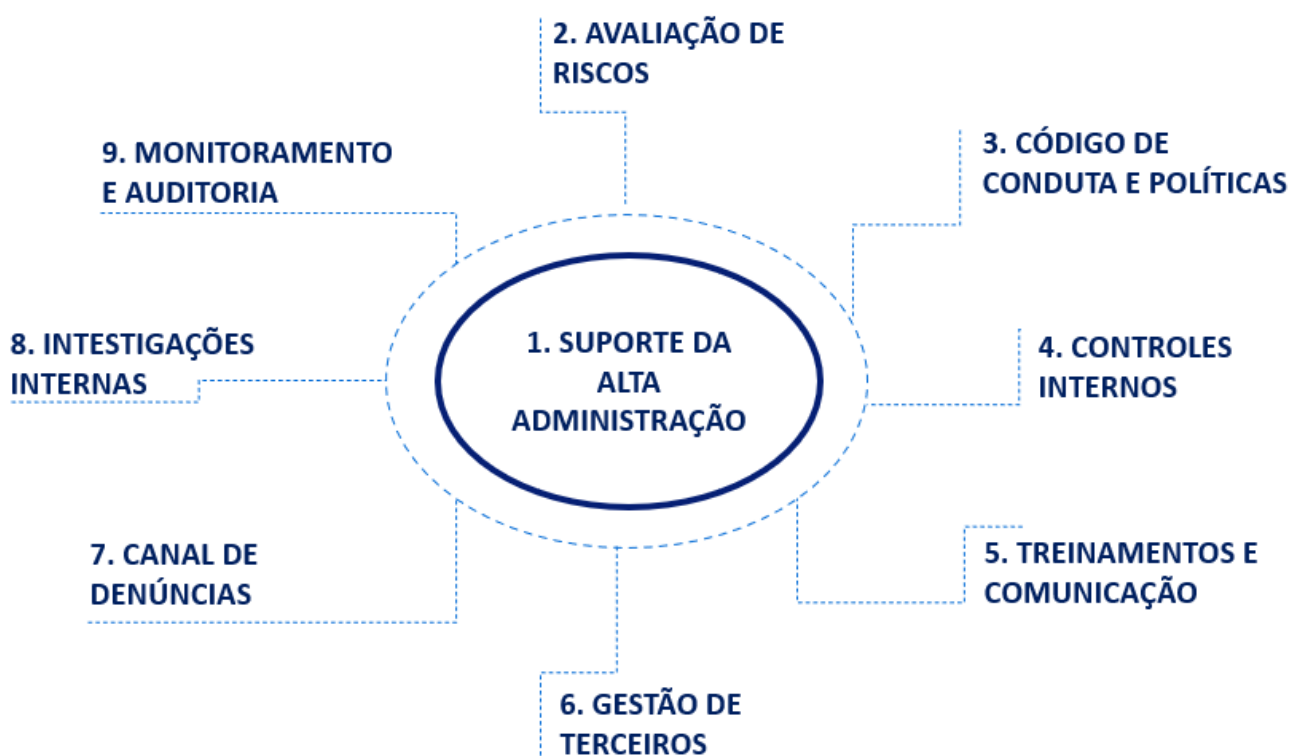 2. AVALIAÇÃO DE
RISCOS
9. MONITORAMENTO
E AUDITORIA
3. CÓDIGO DE
CONDUTA E POLÍTICAS
8. INTESTIGAÇÕES
INTERNAS
1. SUPORTE DA
ALTA
ADMINISTRAÇÃO
4. CONTROLES
INTERNOS
7. CANAL DE
DENÚNCIAS
5. TREINAMENTOS E
COMUNICAÇÃO
6. GESTÃO DE
TERCEIROS